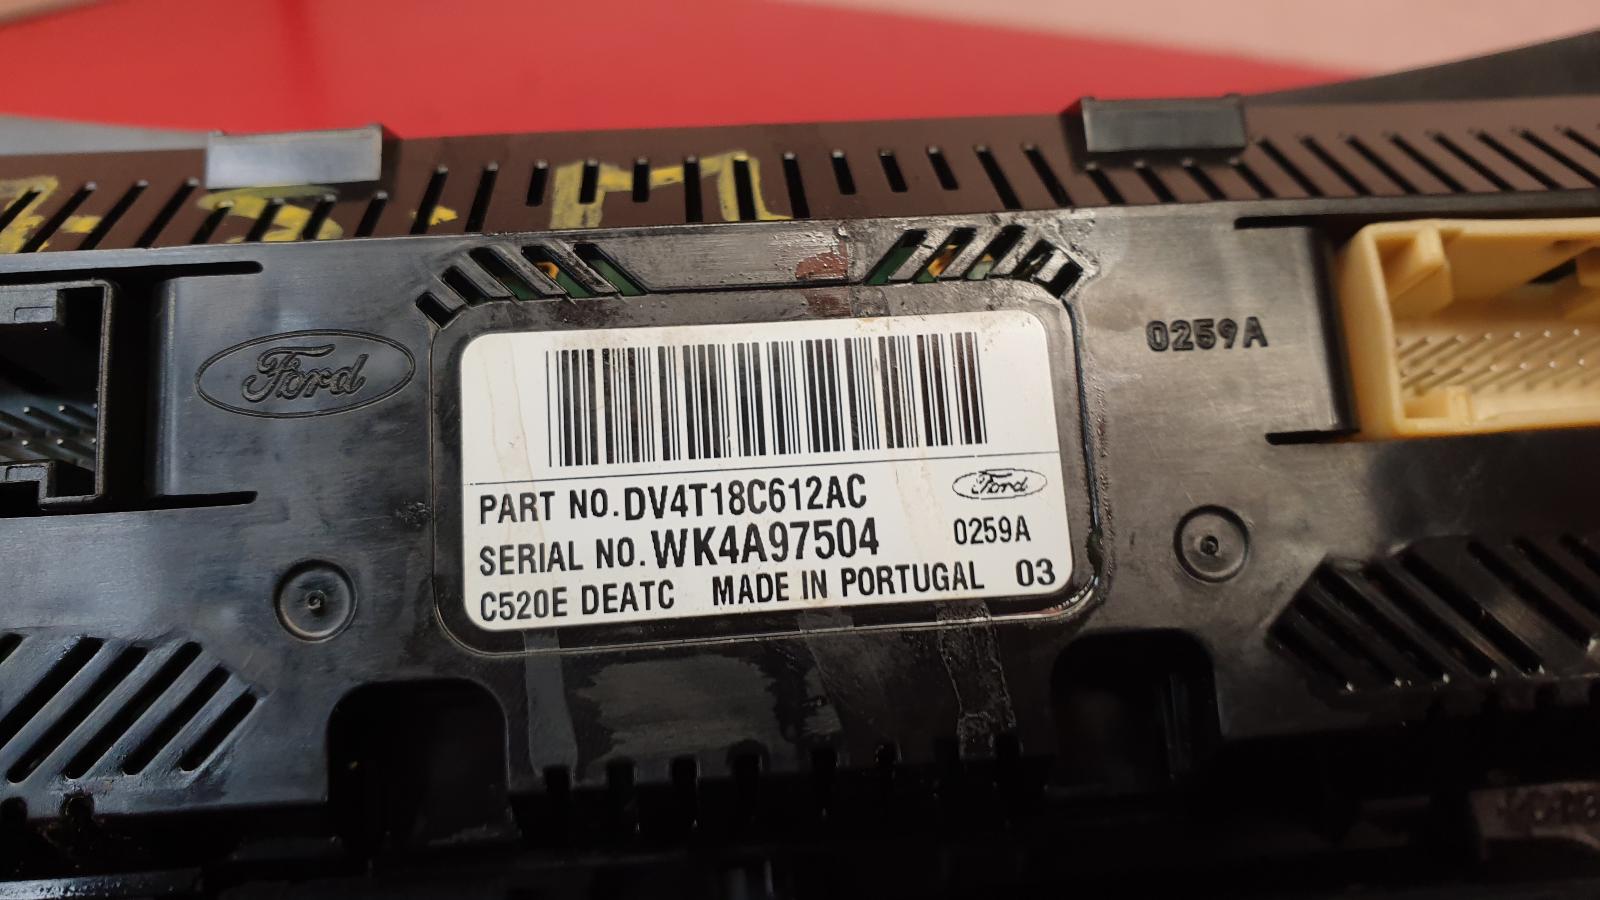 Ford
0259A
PART NO. DV4T18C612AC
Ford
SERIAL NO. WK4A97504
0259A
C520E DEATC MADE IN PORTUGAL 03